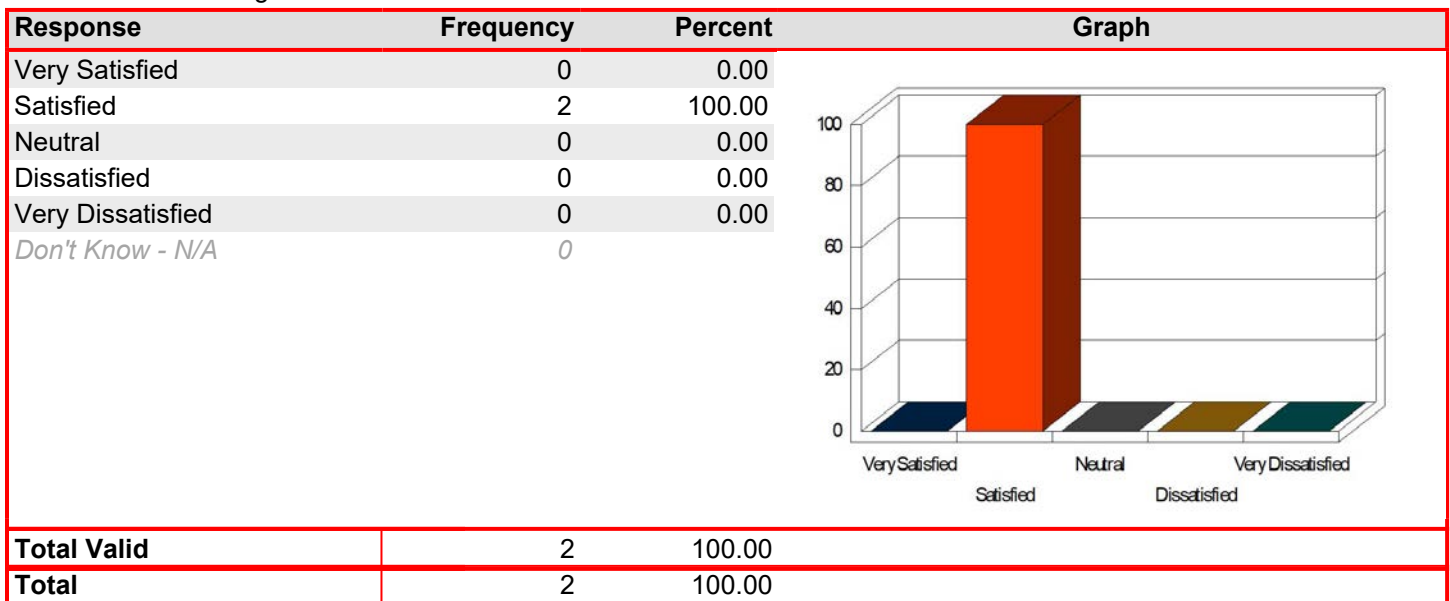 Response Frequency Percent Graph
Very Satisfied 0 0.00
Satisfied 2 100.00
Neutral 0 0.00
Dissatisfied 0 0.00
Very Dissatisfied 0 0.00
Don't Know - N/A 0
100
80
60
40
20
0
Very Satisfied Neutral Very Dissatisfied
Satisfied Dissatisfied
Total Valid 2 100.00
Total 2 100.00